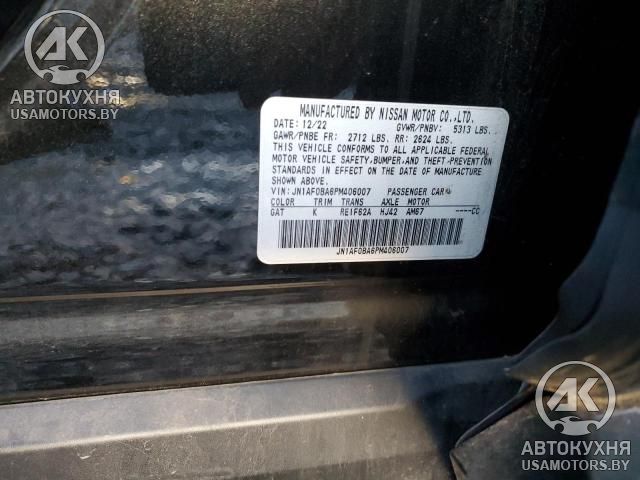 AK
АВТОКУХНЯ
USAMOTORS.BY
MANUFACTURED BY NISSAN MOTOR CO.,LTD.
DATE: 12/22 GVWR/PNBV: 5313 LBS.
GAWR/PNBE FR: 2712 LBS. RR: 2624 LBS.
THIS VEHICLE CONFORMS TO ALL APPLICABLE FEDERAL
MOTOR VEHICLE SAFETY, BUMPER, AND THEFT PREVENTION
STANDARDS IN EFFECT ON THE DATE OF MANUFACTURE
SHOWN ABOVE.
VIN: JN1AF0BA6PM406007 PASSENGER CAR
COLOR TRIM TRANS AXLE MOTOR
GAT K RE1F62A HJ42 AM67 ----CC
JN1AF0BA6PM406007
AK
АВТОКУХНЯ
USAMOTORS.BY